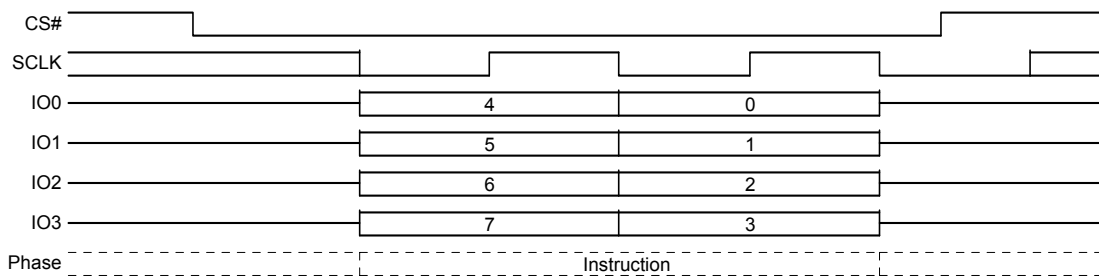 CS#
SCLK
IO0 4 0
IO1 5 1
IO2 6 2
IO3 7 3
Phase Instruction